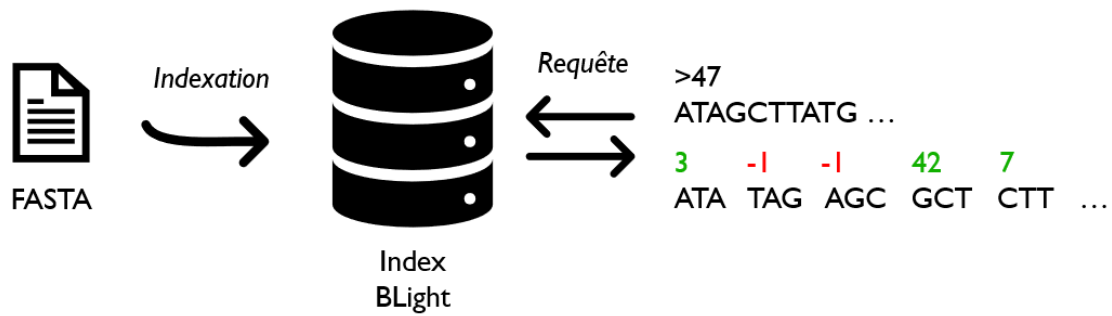 FASTA
Indexation
Index
BLight
Requête
>47
ATAGCTTATG ...
3 -1 -1 42 7
ATA TAG AGC GCT CTT ...